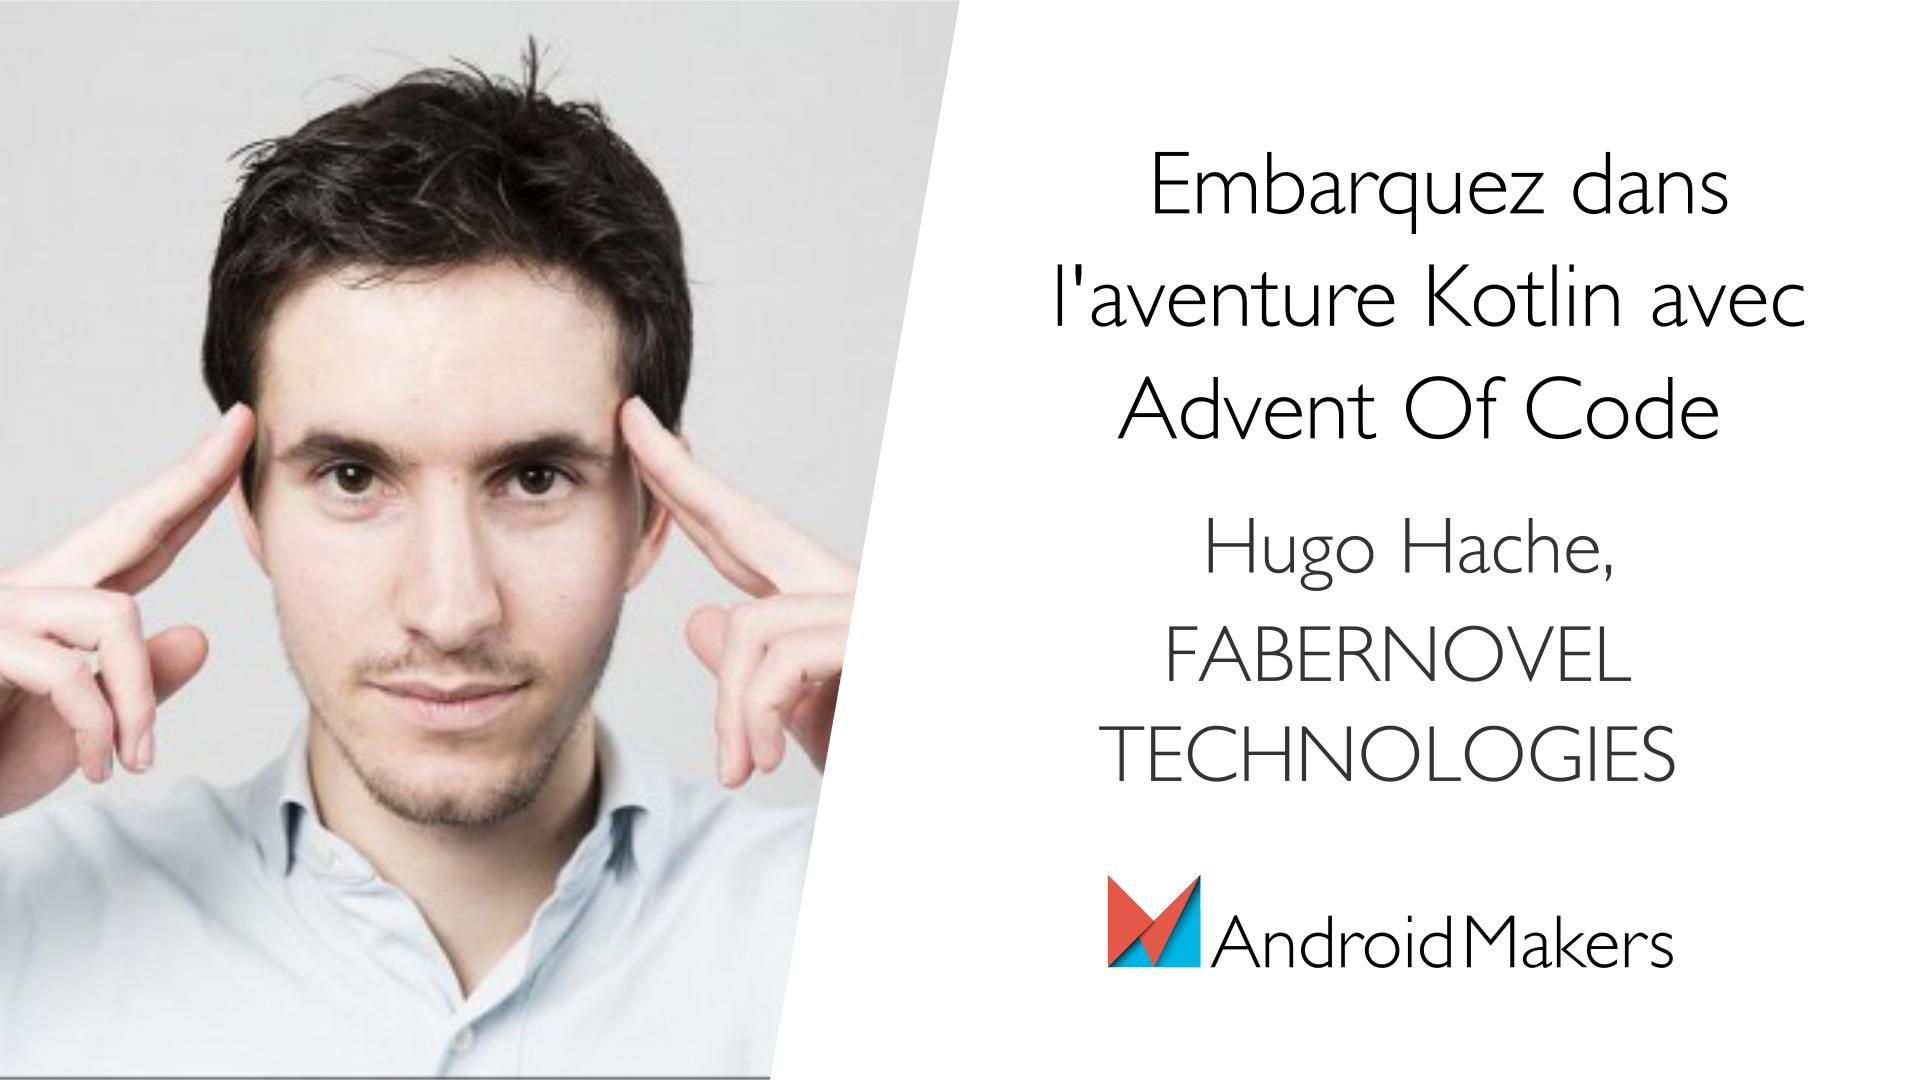 Embarquez dans
l'aventure Kotlin avec
Advent Of Code
Hugo Hache,
FABERNOVEL
TECHNOLOGIES
AndroidMakers